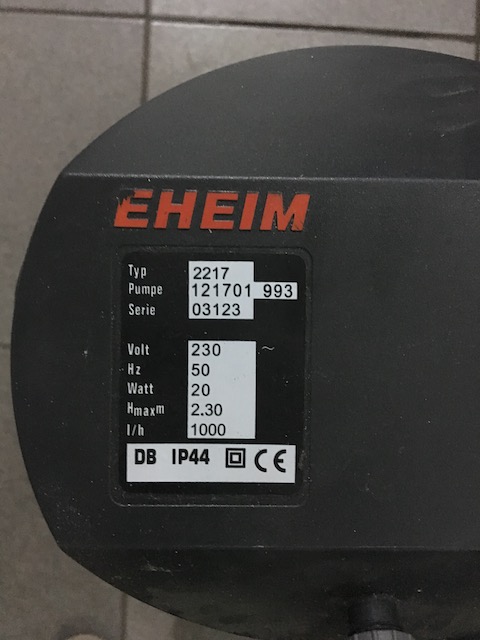 EHEIM
Typ 2217
Pumpe 121701 993
Serie 03123
Volt 230 ~
Hz 50
Watt 20
Hmaxm 2.30
l/h 1000
DB IP44 CE